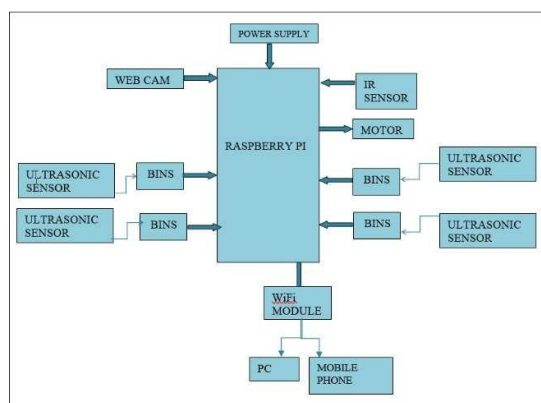 POWER SUPPLY
WEB CAM
IR
SENSOR
RASPBERRY PI
MOTOR
ULTRASONIC
SENSOR
BINS
BINS
ULTRASONIC
SENSOR
ULTRASONIC
SENSOR
BINS
BINS
ULTRASONIC
SENSOR
WiFi
MODULE
PC
MOBILE
PHONE